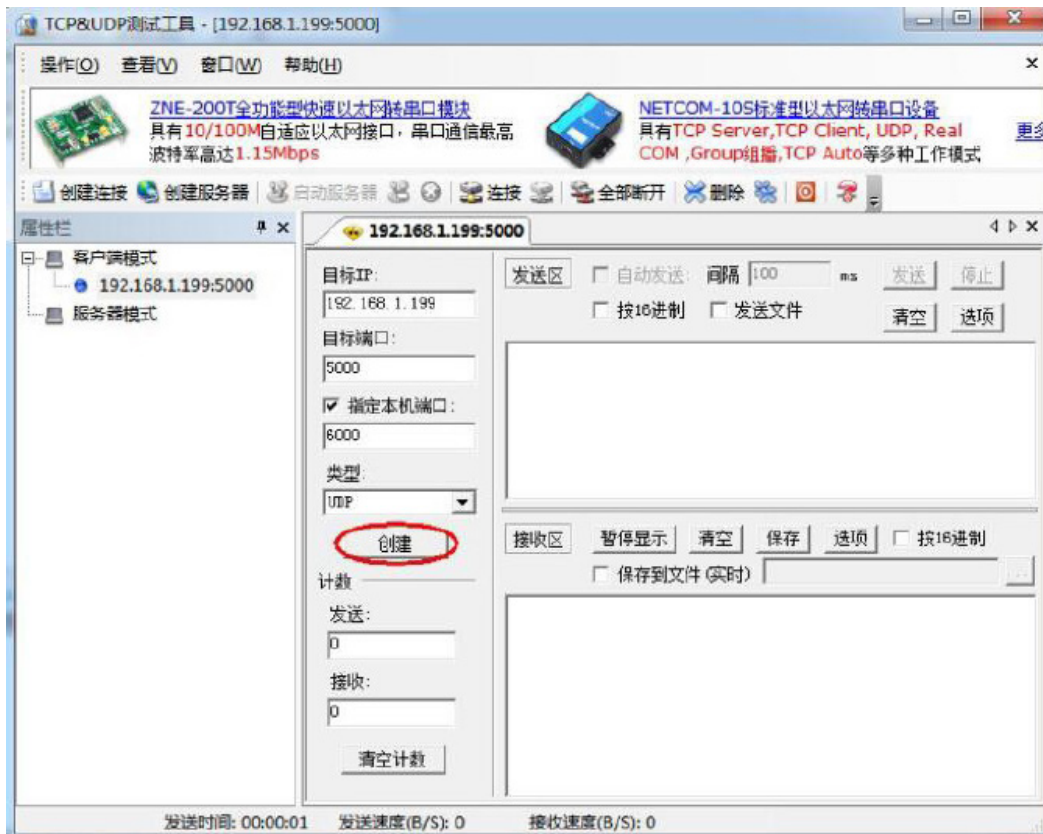 TCP&UDP测试工具 - [192.168.1.199:5000]
操作(O) 查看(V) 窗口(W) 帮助(H)
ZNE-200T全功能型快速以太网转串口模块
具有10/100M自适应以太网接口，串口通信最高
波特率高达1.15Mbps
NETCOM-10S标准型以太网转串口设备
具有TCP Server,TCP Client, UDP, Real
COM ,Group组播,TCP Auto等多种工作模式
创建连接 创建服务器 启动服务器 连接 全部断开 删除
属性栏
192.168.1.199:5000
客户端模式
192.168.1.199:5000
服务器模式
目标IP:
192.168.1.199
目标端口:
5000
指定本机端口:
6000
类型:
UDP
创建
计数
发送:
0
接收:
0
清空计数
发送区 自动发送: 间隔 100 ms 发送 停止
按16进制 发送文件 清空 选项
接收区 暂停显示 清空 保存 选项 按16进制
保存到文件(实时)
发送时间: 00:00:01 发送速度(B/S): 0 接收速度(B/S): 0